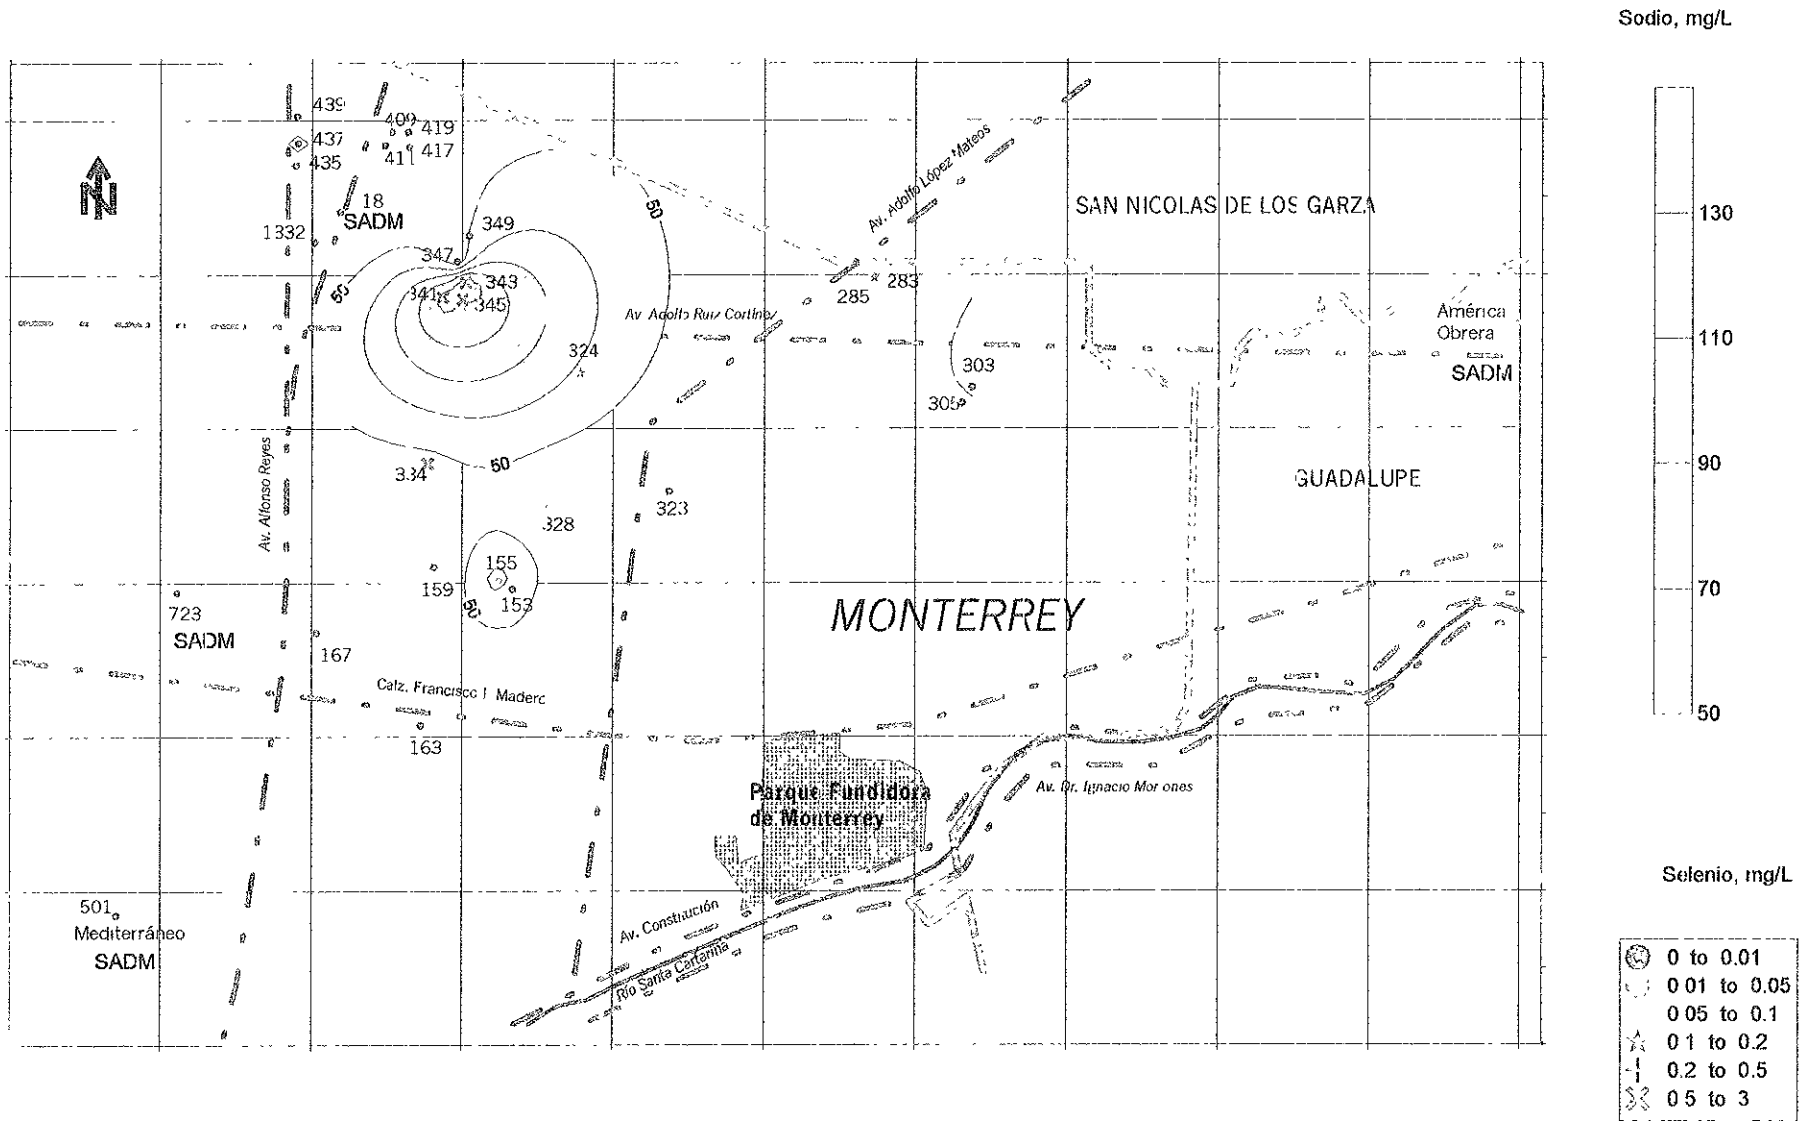 Sodio, mg/L
439
409
419
437
411
417
435
18
SADM
1332
349
347
341
343
345
50
50
Av. Adolfo López Mateos
SAN NICOLAS DE LOS GARZA
285
283
Av Adolfo Ruiz Cortinez
324
303
305
América
Obrera
SADM
130
110
90
70
50
Av. Alfonso Reyes
334
50
328
323
GUADALUPE
155
159
153
50
723
SADM
167
MONTERREY
Calz. Francisco I Madero
163
Parque Fundidora
de Monterrey
Av. Dr. Ignacio Morones
501
Mediterráneo
SADM
Av. Constitución
Río Santa Catarina
Selenio, mg/L
0 to 0.01
0 01 to 0.05
0 05 to 0.1
0 1 to 0.2
0.2 to 0.5
0 5 to 3